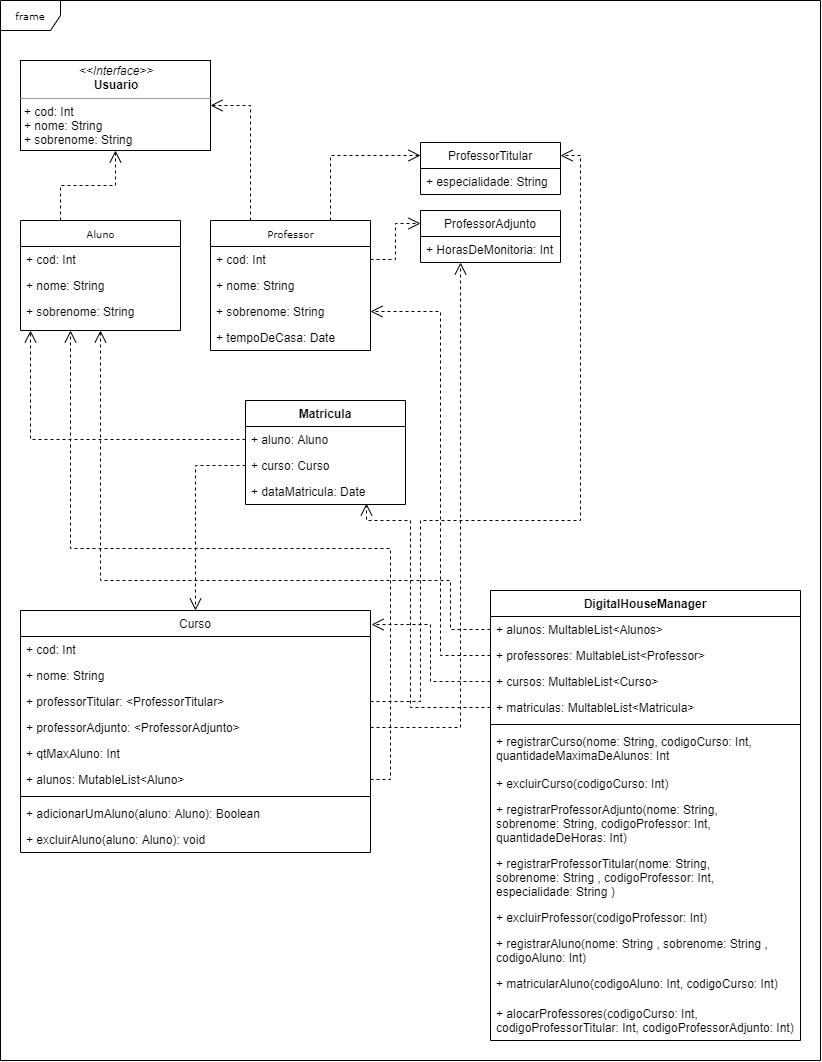 frame
<<Interface>>
Usuario
+ cod: Int
+ nome: String
+ sobrenome: String
ProfessorTitular
+ especialidade: String
ProfessorAdjunto
+ HorasDeMonitoria: Int
Aluno
+ cod: Int
+ nome: String
+ sobrenome: String
Professor
+ cod: Int
+ nome: String
+ sobrenome: String
+ tempoDeCasa: Date
Matricula
+ aluno: Aluno
+ curso: Curso
+ dataMatricula: Date
Curso
+ cod: Int
+ nome: String
+ professorTitular: <ProfessorTitular>
+ professorAdjunto: <ProfessorAdjunto>
+ qtMaxAluno: Int
+ alunos: MutableList<Aluno>
+ adicionarUmAluno(aluno: Aluno): Boolean
+ excluirAluno(aluno: Aluno): void
DigitalHouseManager
+ alunos: MultableList<Alunos>
+ professores: MultableList<Professor>
+ cursos: MultableList<Curso>
+ matriculas: MultableList<Matricula>
+ registrarCurso(nome: String, codigoCurso: Int,
quantidadeMaximaDeAlunos: Int
+ excluirCurso(codigoCurso: Int)
+ registrarProfessorAdjunto(nome: String,
sobrenome: String, codigoProfessor: Int,
quantidadeDeHoras: Int)
+ registrarProfessorTitular(nome: String,
sobrenome: String , codigoProfessor: Int,
especialidade: String )
+ excluirProfessor(codigoProfessor: Int)
+ registrarAluno(nome: String , sobrenome: String ,
codigoAluno: Int)
+ matricularAluno(codigoAluno: Int, codigoCurso: Int)
+ alocarProfessores(codigoCurso: Int,
codigoProfessorTitular: Int, codigoProfessorAdjunto: Int)